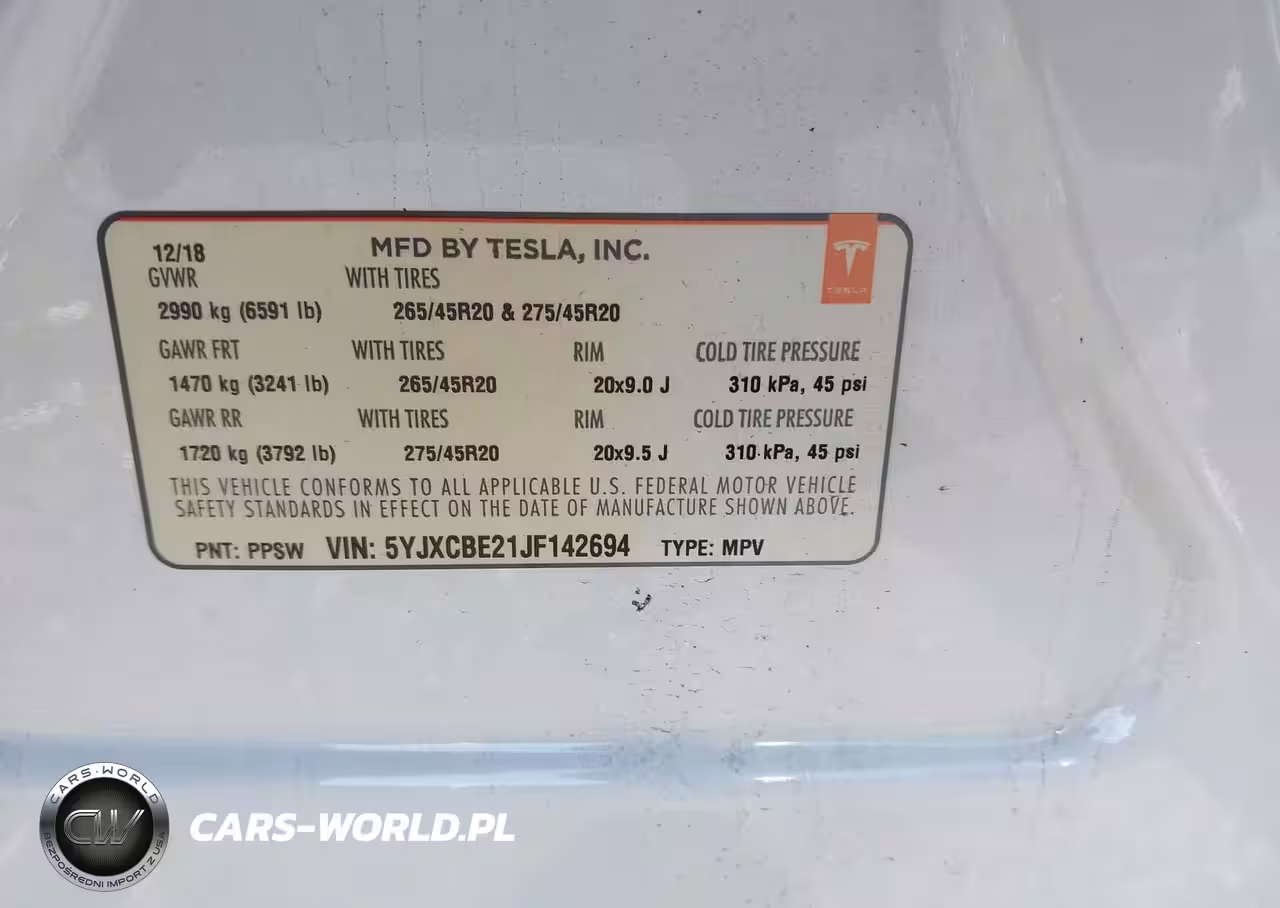 12/18 MFD BY TESLA, INC.
TESLA
GVWR WITH TIRES
2990 kg (6591 lb) 265/45R20 & 275/45R20
GAWR FRT WITH TIRES RIM COLD TIRE PRESSURE
1470 kg (3241 lb) 265/45R20 20x9.0 J 310 kPa, 45 psi
GAWR RR WITH TIRES RIM COLD TIRE PRESSURE
1720 kg (3792 lb) 275/45R20 20x9.5 J 310 kPa, 45 psi
THIS VEHICLE CONFORMS TO ALL APPLICABLE U.S. FEDERAL MOTOR VEHICLE
SAFETY STANDARDS IN EFFECT ON THE DATE OF MANUFACTURE SHOWN ABOVE.
PNT: PPSW VIN: 5YJXCBE21JF142694 TYPE: MPV
CARS-WORLD
CW
BEZPOŚREDNI IMPORT Z USA
CARS-WORLD.PL